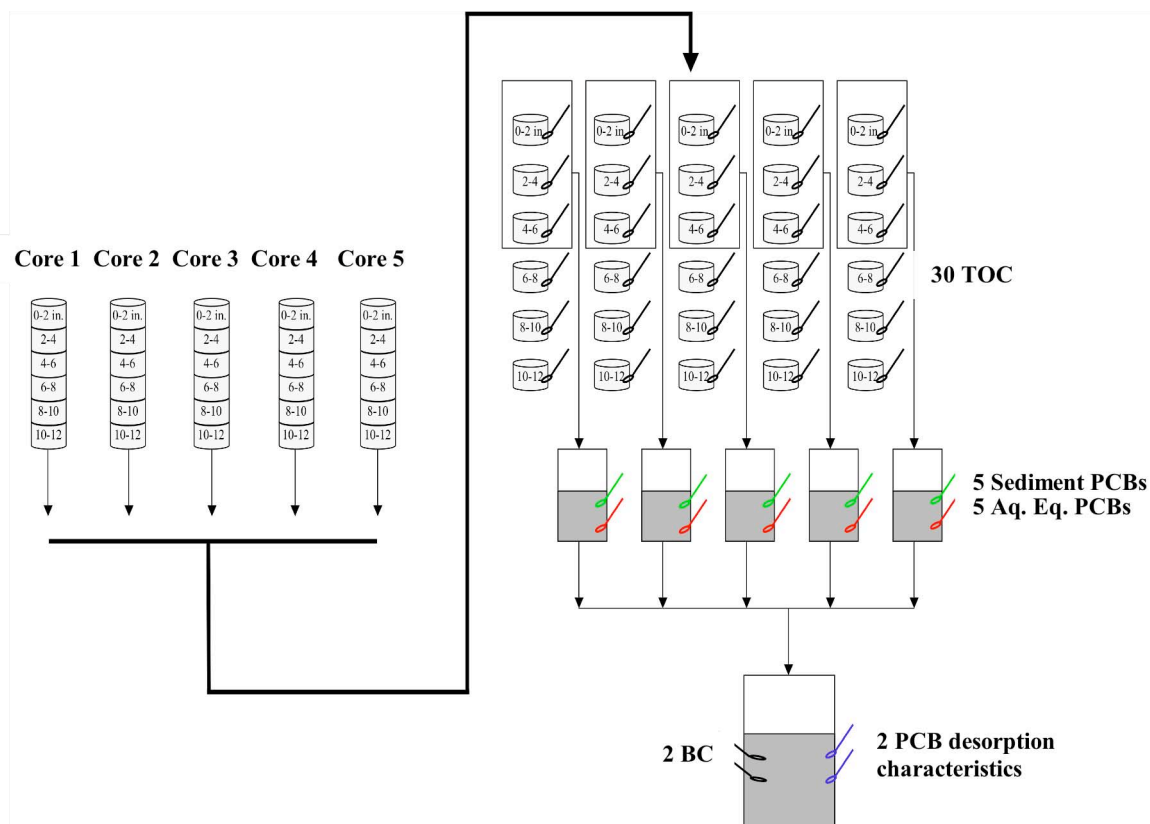 Core 1 Core 2 Core 3 Core 4 Core 5
0-2 in. 0-2 in. 0-2 in. 0-2 in. 0-2 in.
2-4 2-4 2-4 2-4 2-4
4-6 4-6 4-6 4-6 4-6
6-8 6-8 6-8 6-8 6-8
8-10 8-10 8-10 8-10 8-10
10-12 10-12 10-12 10-12 10-12
0-2 in. 0-2 in. 0-2 in. 0-2 in. 0-2 in.
2-4 2-4 2-4 2-4 2-4
4-6 4-6 4-6 4-6 4-6
6-8 6-8 6-8 6-8 6-8
8-10 8-10 8-10 8-10 8-10
10-12 10-12 10-12 10-12 10-12
30 TOC
5 Sediment PCBs
5 Aq. Eq. PCBs
2 BC
2 PCB desorption
characteristics